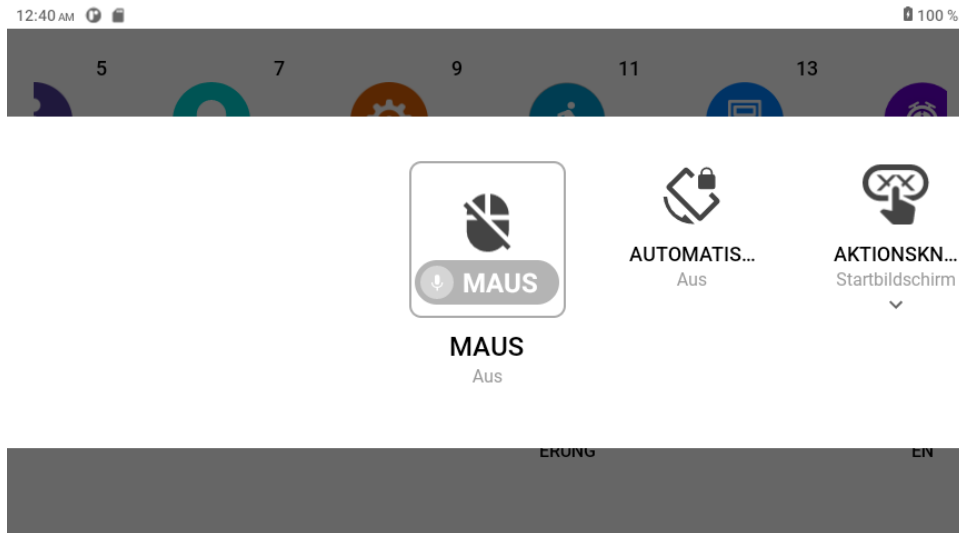 12:40 AM 100 %
5 7 9 11 13
MAUS
MAUS
Aus
AUTOMATIS...
Aus
AKTIONSKN...
Startbildschirm
ERUNG EN